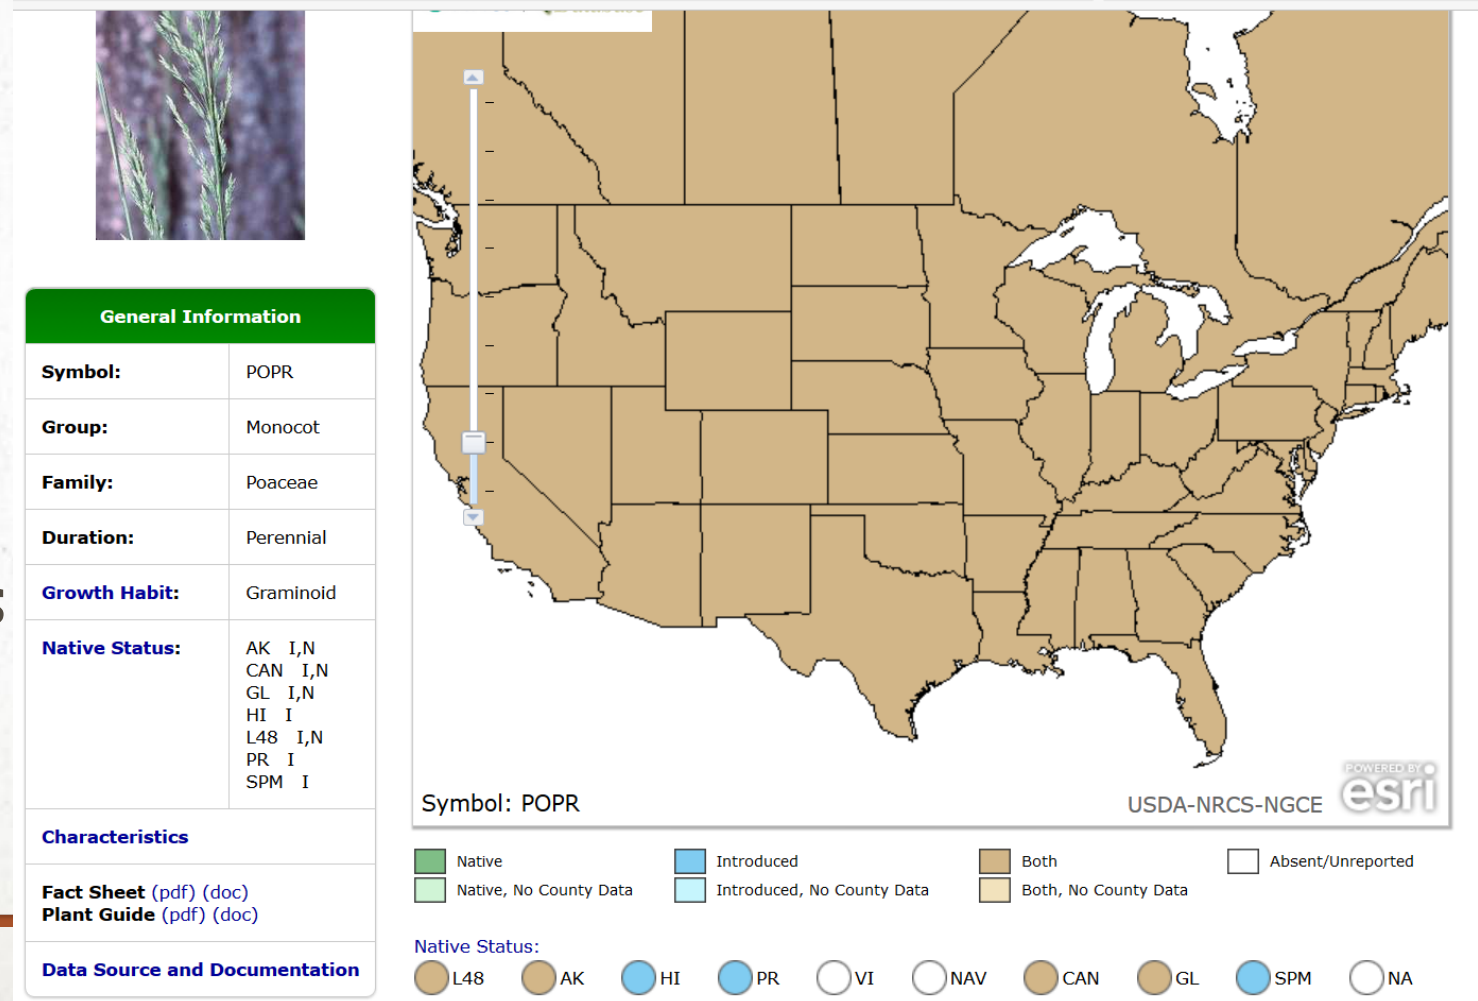 General Information
Symbol: POPR
Group: Monocot
Family: Poaceae
Duration: Perennial
Growth Habit: Graminoid
Native Status: AK I,N
CAN I,N
GL I,N
HI I
L48 I,N
PR I
SPM I
Characteristics
Fact Sheet (pdf) (doc)
Plant Guide (pdf) (doc)
Data Source and Documentation
Symbol: POPR
USDA-NRCS-NGCE
POWERED BY
esri
Native Introduced Both Absent/Unreported
Native, No County Data Introduced, No County Data Both, No County Data
Native Status:
L48 AK HI PR VI NAV CAN GL SPM NA